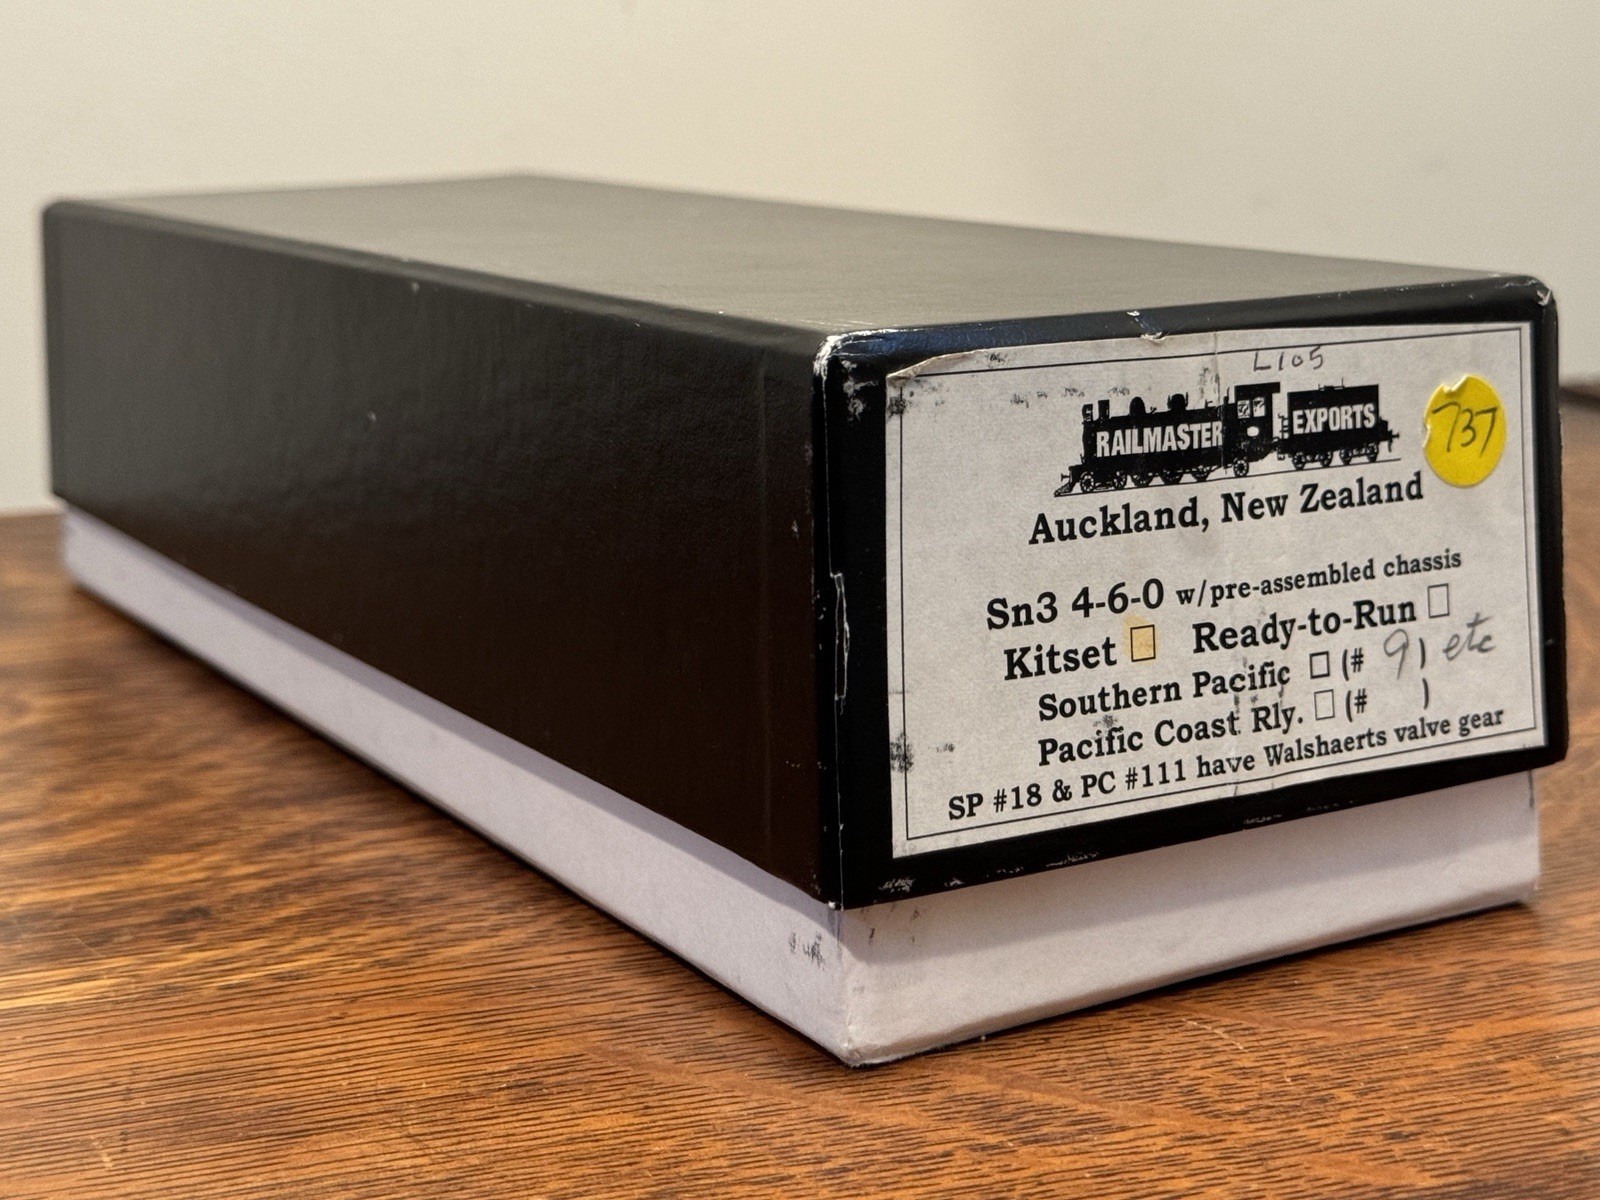 L105
RAILMASTER EXPORTS
737
Auckland, New Zealand
Sn3 4-6-0 w/pre-assembled chassis
Kitset □ Ready-to-Run □
Southern Pacific □ (# 9) etc
Pacific Coast Rly. □ (# )
SP #18 & PC #111 have Walshaerts valve gear